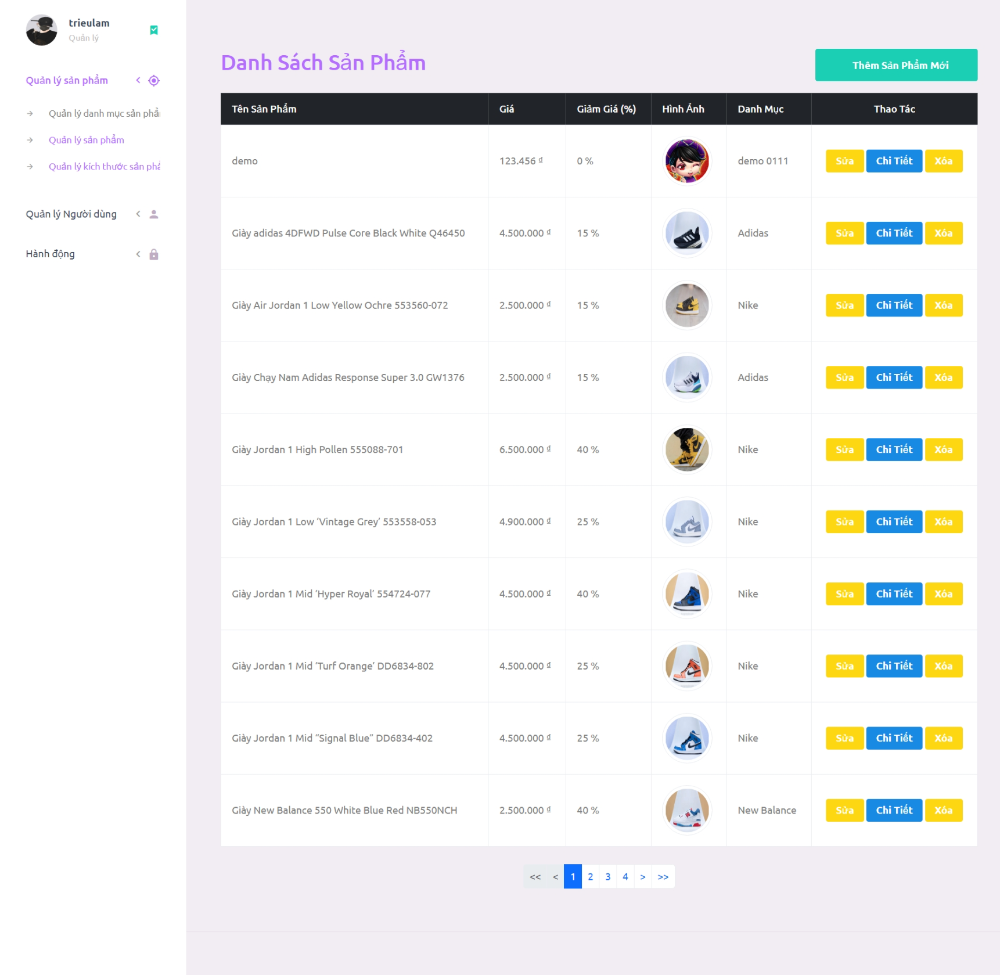 trieulam
Quản lý
Quản lý sản phẩm
Quản lý danh mục sản
Quản lý sản phẩm
Quản lý kích thước sản
Quản lý Người dùng
Hành động
Danh Sách Sản Phẩm
Thêm Sản Phẩm Mới
Tên Sản Phẩm Giá Giảm Giá (%) Hình Ảnh Danh Mục Thao Tác
demo 123.456 ₫ 0 % demo 0111 Sửa Chi Tiết Xóa
Giày adidas 4DFWD Pulse Core Black White Q46450 4.500.000 ₫ 15 % Adidas Sửa Chi Tiết Xóa
Giày Air Jordan 1 Low Yellow Ochre 553560-072 2.500.000 ₫ 15 % Nike Sửa Chi Tiết Xóa
Giày Chạy Nam Adidas Response Super 3.0 GW1376 2.500.000 ₫ 15 % Adidas Sửa Chi Tiết Xóa
Giày Jordan 1 High Pollen 555088-701 6.500.000 ₫ 40 % Nike Sửa Chi Tiết Xóa
Giày Jordan 1 Low ‘Vintage Grey’ 553558-053 4.900.000 ₫ 25 % Nike Sửa Chi Tiết Xóa
Giày Jordan 1 Mid ‘Hyper Royal’ 554724-077 4.500.000 ₫ 40 % Nike Sửa Chi Tiết Xóa
Giày Jordan 1 Mid ‘Turf Orange’ DD6834-802 4.500.000 ₫ 25 % Nike Sửa Chi Tiết Xóa
Giày Jordan 1 Mid “Signal Blue” DD6834-402 4.500.000 ₫ 25 % Nike Sửa Chi Tiết Xóa
Giày New Balance 550 White Blue Red NB550NCH 2.500.000 ₫ 40 % New Balance Sửa Chi Tiết Xóa
<< < 1 2 3 4 > >>